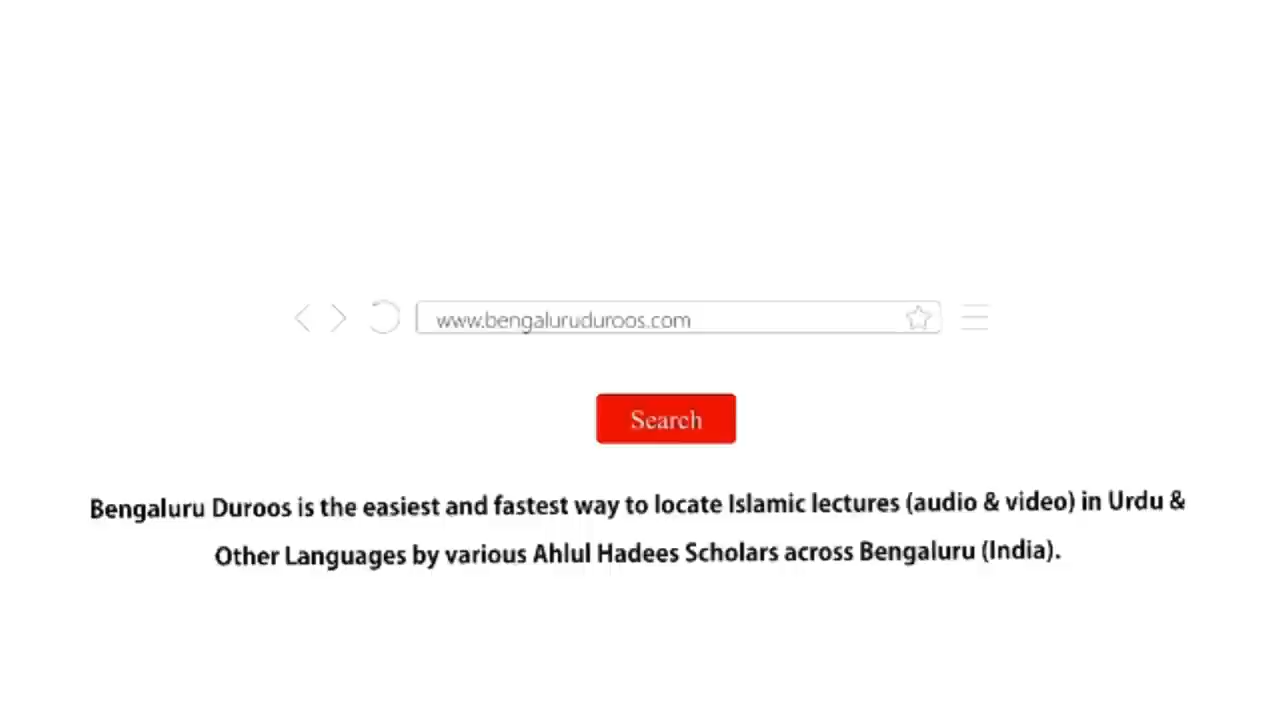 www.bengaluruduroos.com
Search
Bengaluru Duroos is the easiest and fastest way to locate Islamic lectures (audio & video) in Urdu &
Other Languages by various Ahlul Hadees Scholars across Bengaluru (India).